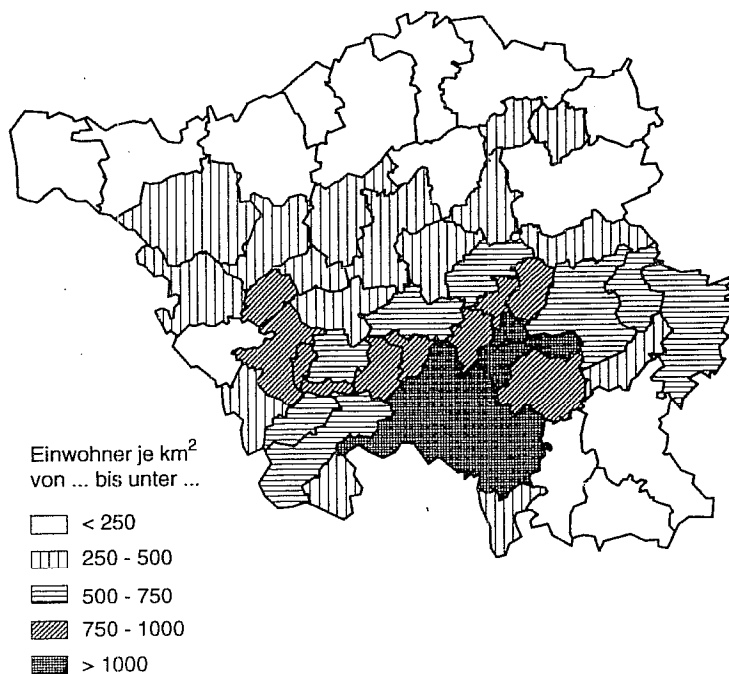 Einwohner je km²
von ... bis unter ...
< 250
250 - 500
500 - 750
750 - 1000
> 1000